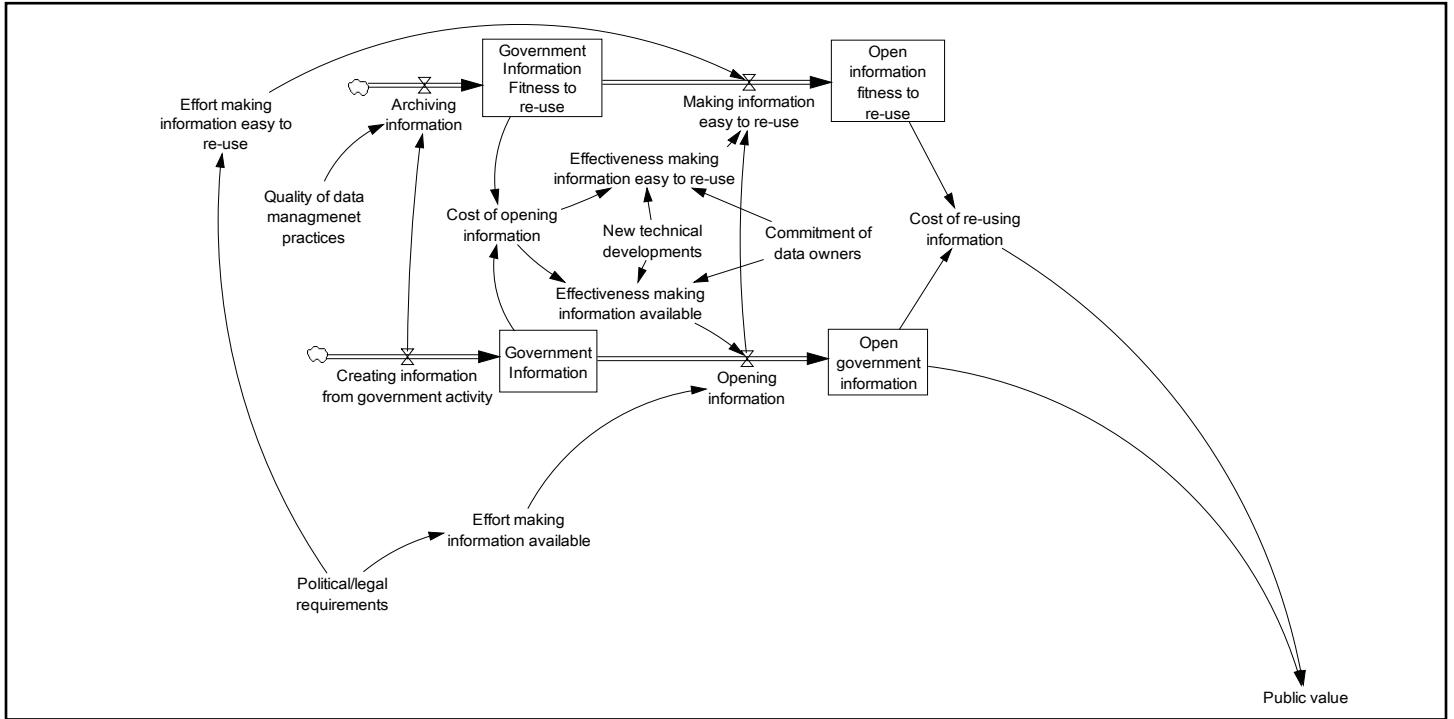 Government
Information
Fitness to
re-use
Open
information
fitness to
re-use
Effort making
information easy to
re-use
Archiving
information
Making information
easy to re-use
Quality of data
managmenet
practices
Effectiveness making
information easy to re-use
Cost of opening
information
New technical
developments
Commitment of
data owners
Cost of re-using
information
Effectiveness making
information available
Creating information
from government activity
Government
Information
Opening
information
Open
government
information
Effort making
information available
Political/legal
requirements
Public value